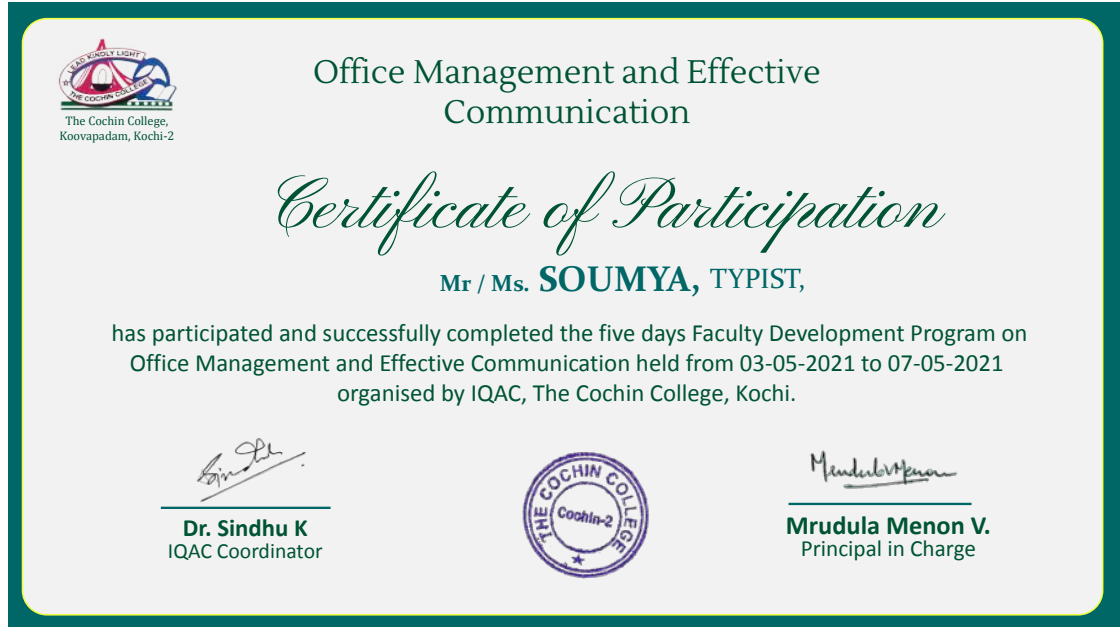 LEAD KINDLY LIGHT
THE COCHIN COLLEGE
The Cochin College,
Koovapadam, Kochi-2
Office Management and Effective
Communication
Certificate of Participation
Mr / Ms. SOUMYA, TYPIST,
has participated and successfully completed the five days Faculty Development Program on
Office Management and Effective Communication held from 03-05-2021 to 07-05-2021
organised by IQAC, The Cochin College, Kochi.
Sindhu
Dr. Sindhu K
IQAC Coordinator
THE COCHIN COLLEGE
Cochin-2
MrudulaVMenon
Mrudula Menon V.
Principal in Charge